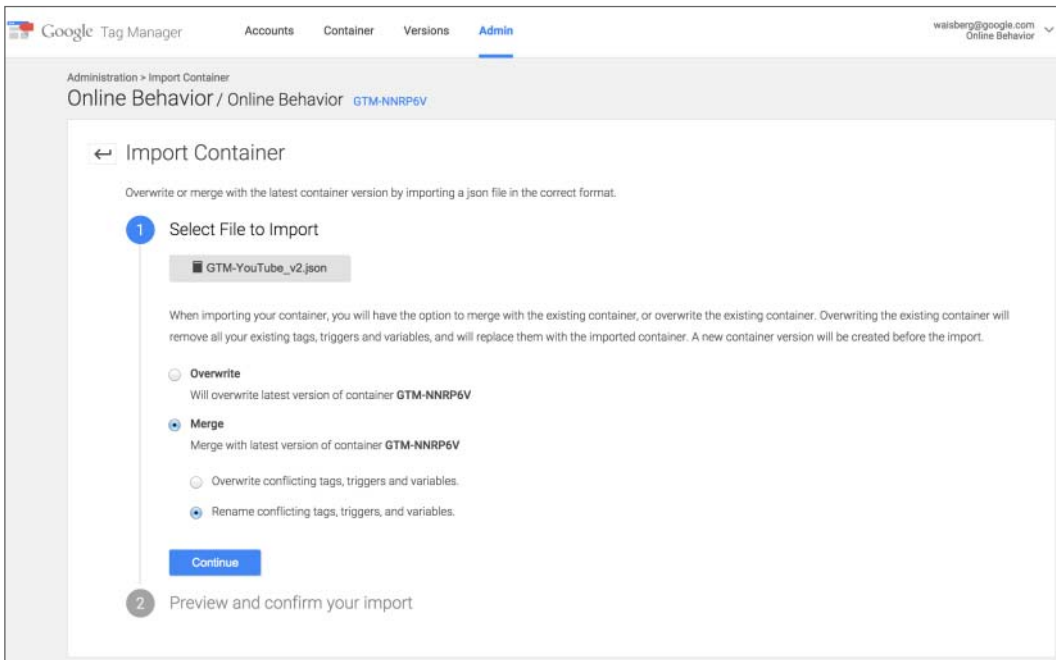 Google Tag Manager Accounts Container Versions Admin waisberg@google.com
Online Behavior
Administration > Import Container
Online Behavior / Online Behavior GTM-NNRP6V
Import Container
Overwrite or merge with the latest container version by importing a json file in the correct format.
1 Select File to Import
GTM-YouTube_v2.json
When importing your container, you will have the option to merge with the existing container, or overwrite the existing container. Overwriting the existing container will
remove all your existing tags, triggers and variables, and will replace them with the imported container. A new container version will be created before the import.
Overwrite
Will overwrite latest version of container GTM-NNRP6V
Merge
Merge with latest version of container GTM-NNRP6V
Overwrite conflicting tags, triggers and variables.
Rename conflicting tags, triggers, and variables.
Continue
2 Preview and confirm your import